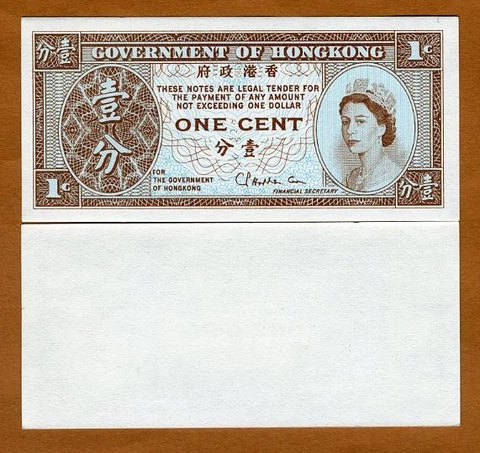 分壹
GOVERNMENT OF HONGKONG
1C
府政港香
THESE NOTES ARE LEGAL TENDER FOR
THE PAYMENT OF ANY AMOUNT
NOT EXCEEDING ONE DOLLAR
壹
分
ONE CENT
分壹
FOR
THE GOVERNMENT
OF HONGKONG
FINANCIAL SECRETARY
1C
分壹